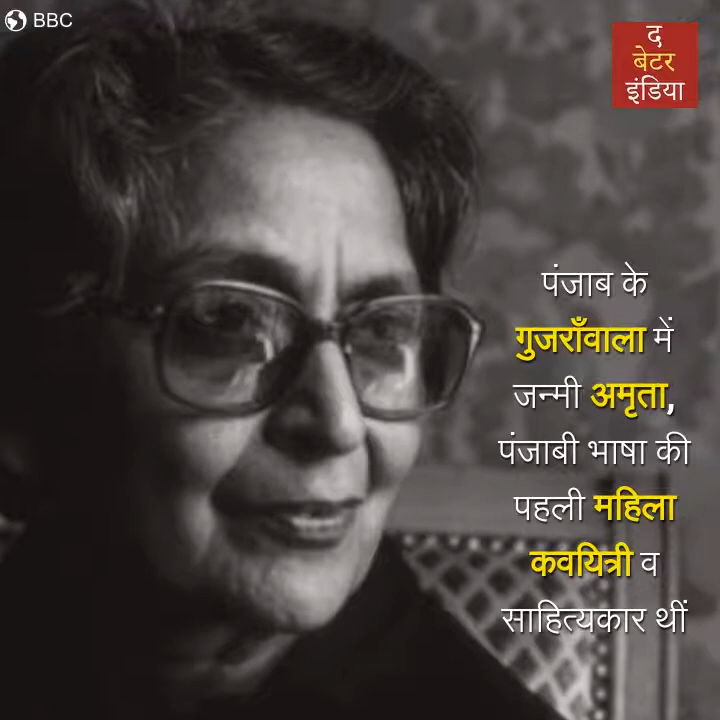 BBC
द
बेटर
इंडिया
पंजाब के
गुजराँवाला में
जन्मी अमृता,
पंजाबी भाषा की
पहली महिला
कवयित्री व
साहित्यकार थीं